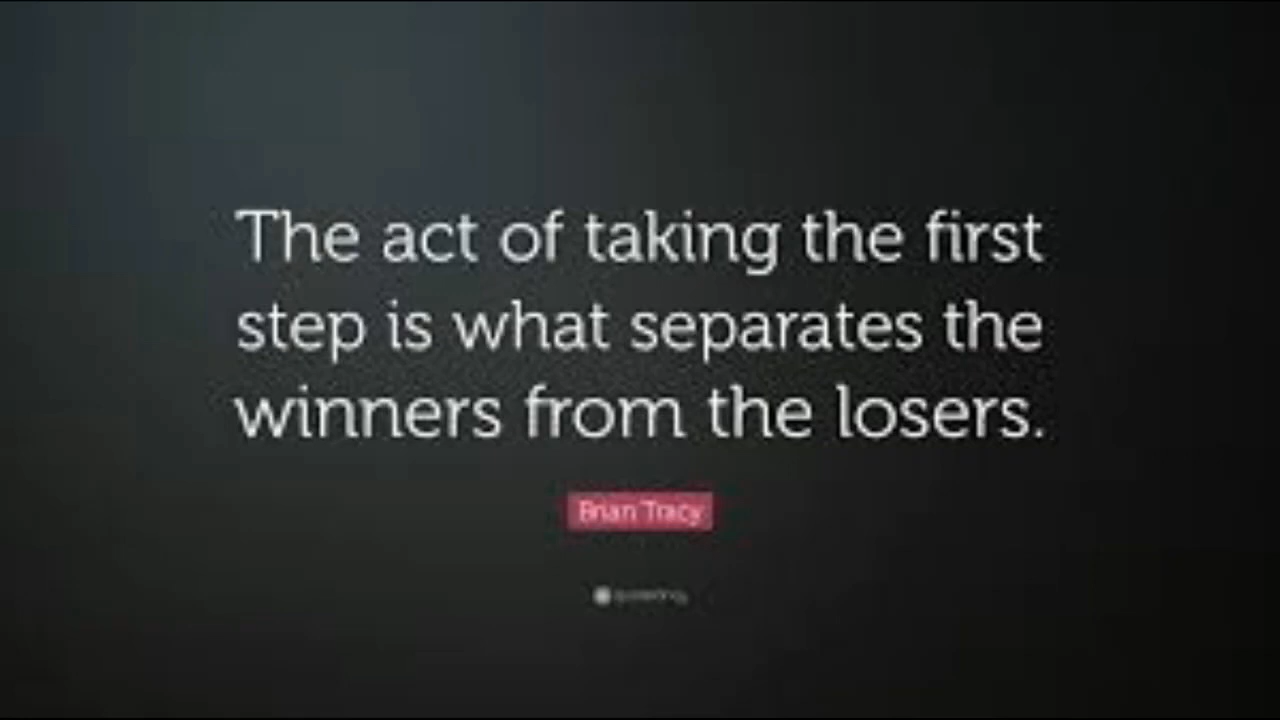 The act of taking the first
step is what separates the
winners from the losers.
Brian Tracy